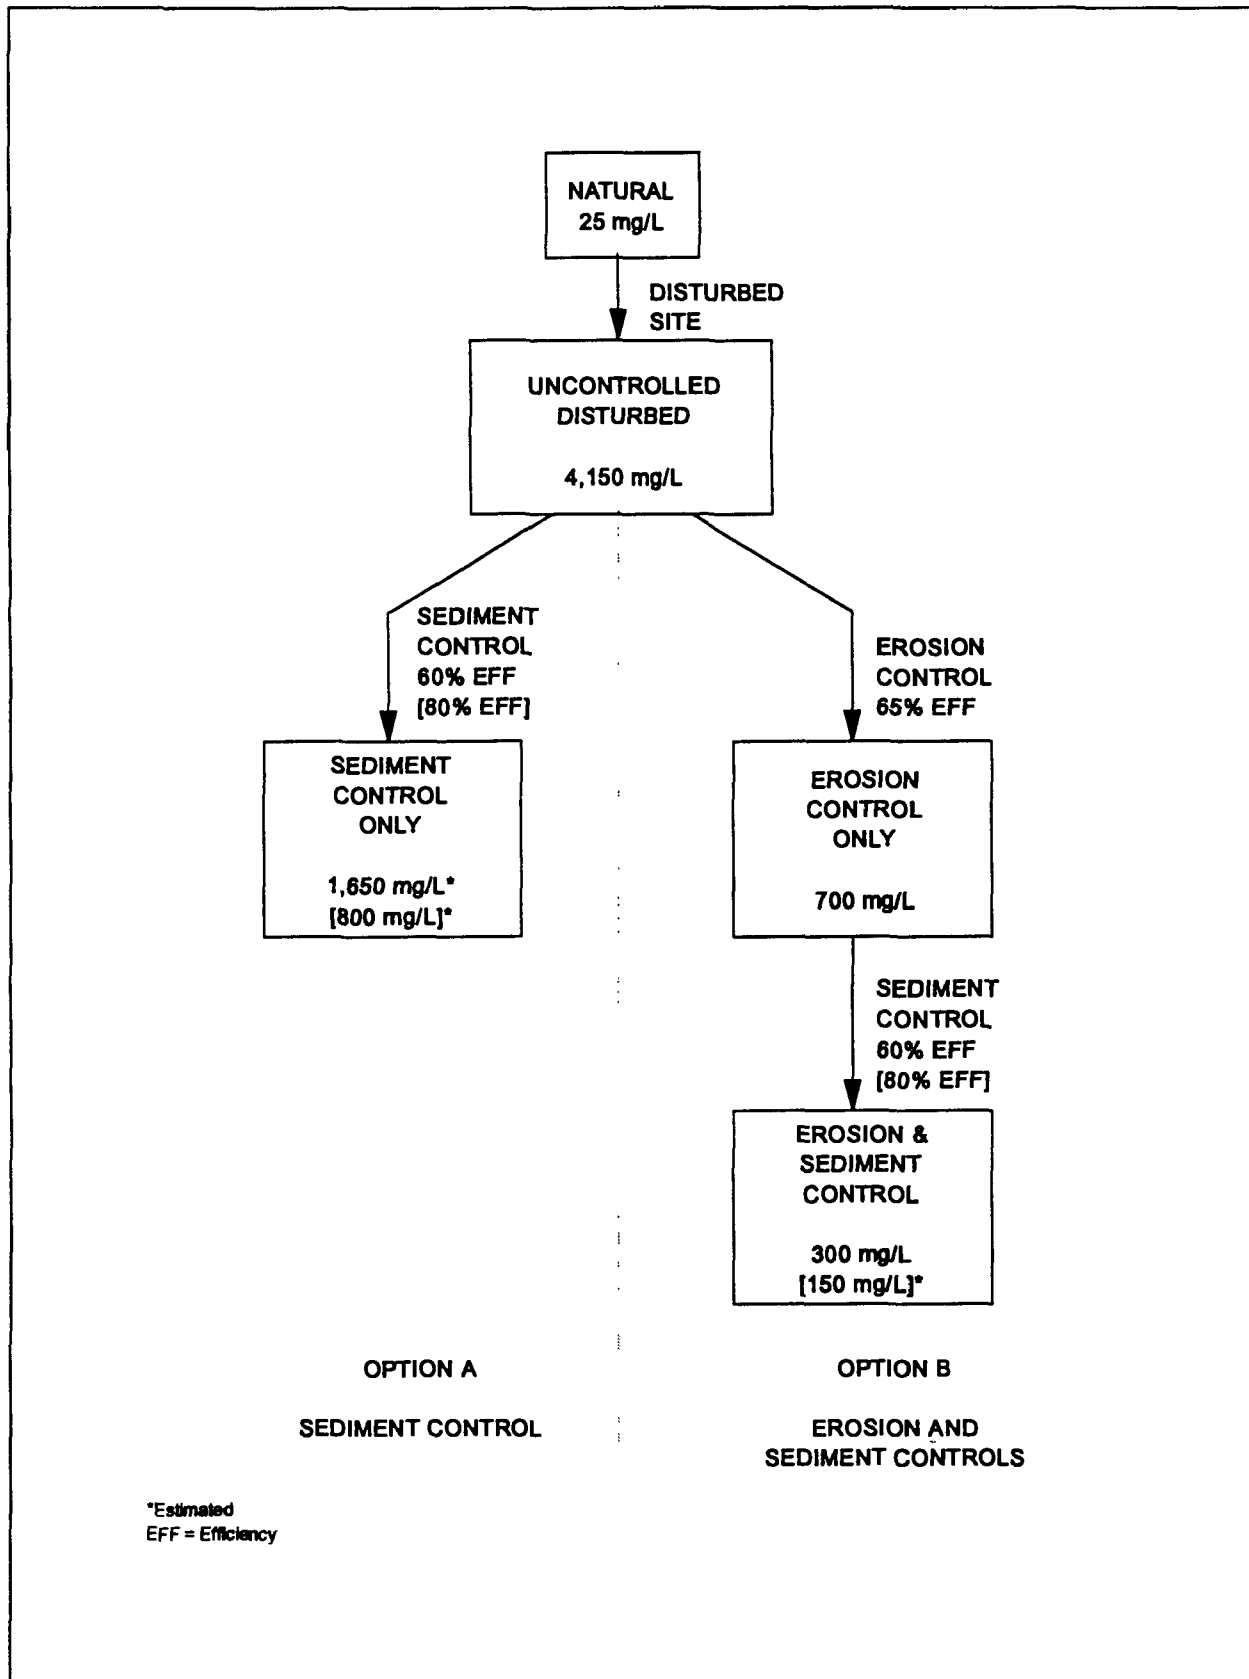 NATURAL
25 mg/L
DISTURBED
SITE
UNCONTROLLED
DISTURBED
4,150 mg/L
SEDIMENT
CONTROL
60% EFF
[80% EFF]
SEDIMENT
CONTROL
ONLY
1,650 mg/L*
[800 mg/L]*
EROSION
CONTROL
65% EFF
EROSION
CONTROL
ONLY
700 mg/L
SEDIMENT
CONTROL
60% EFF
[80% EFF]
EROSION &
SEDIMENT
CONTROL
300 mg/L
[150 mg/L]*
OPTION A
SEDIMENT CONTROL
OPTION B
EROSION AND
SEDIMENT CONTROLS
*Estimated
EFF = Efficiency